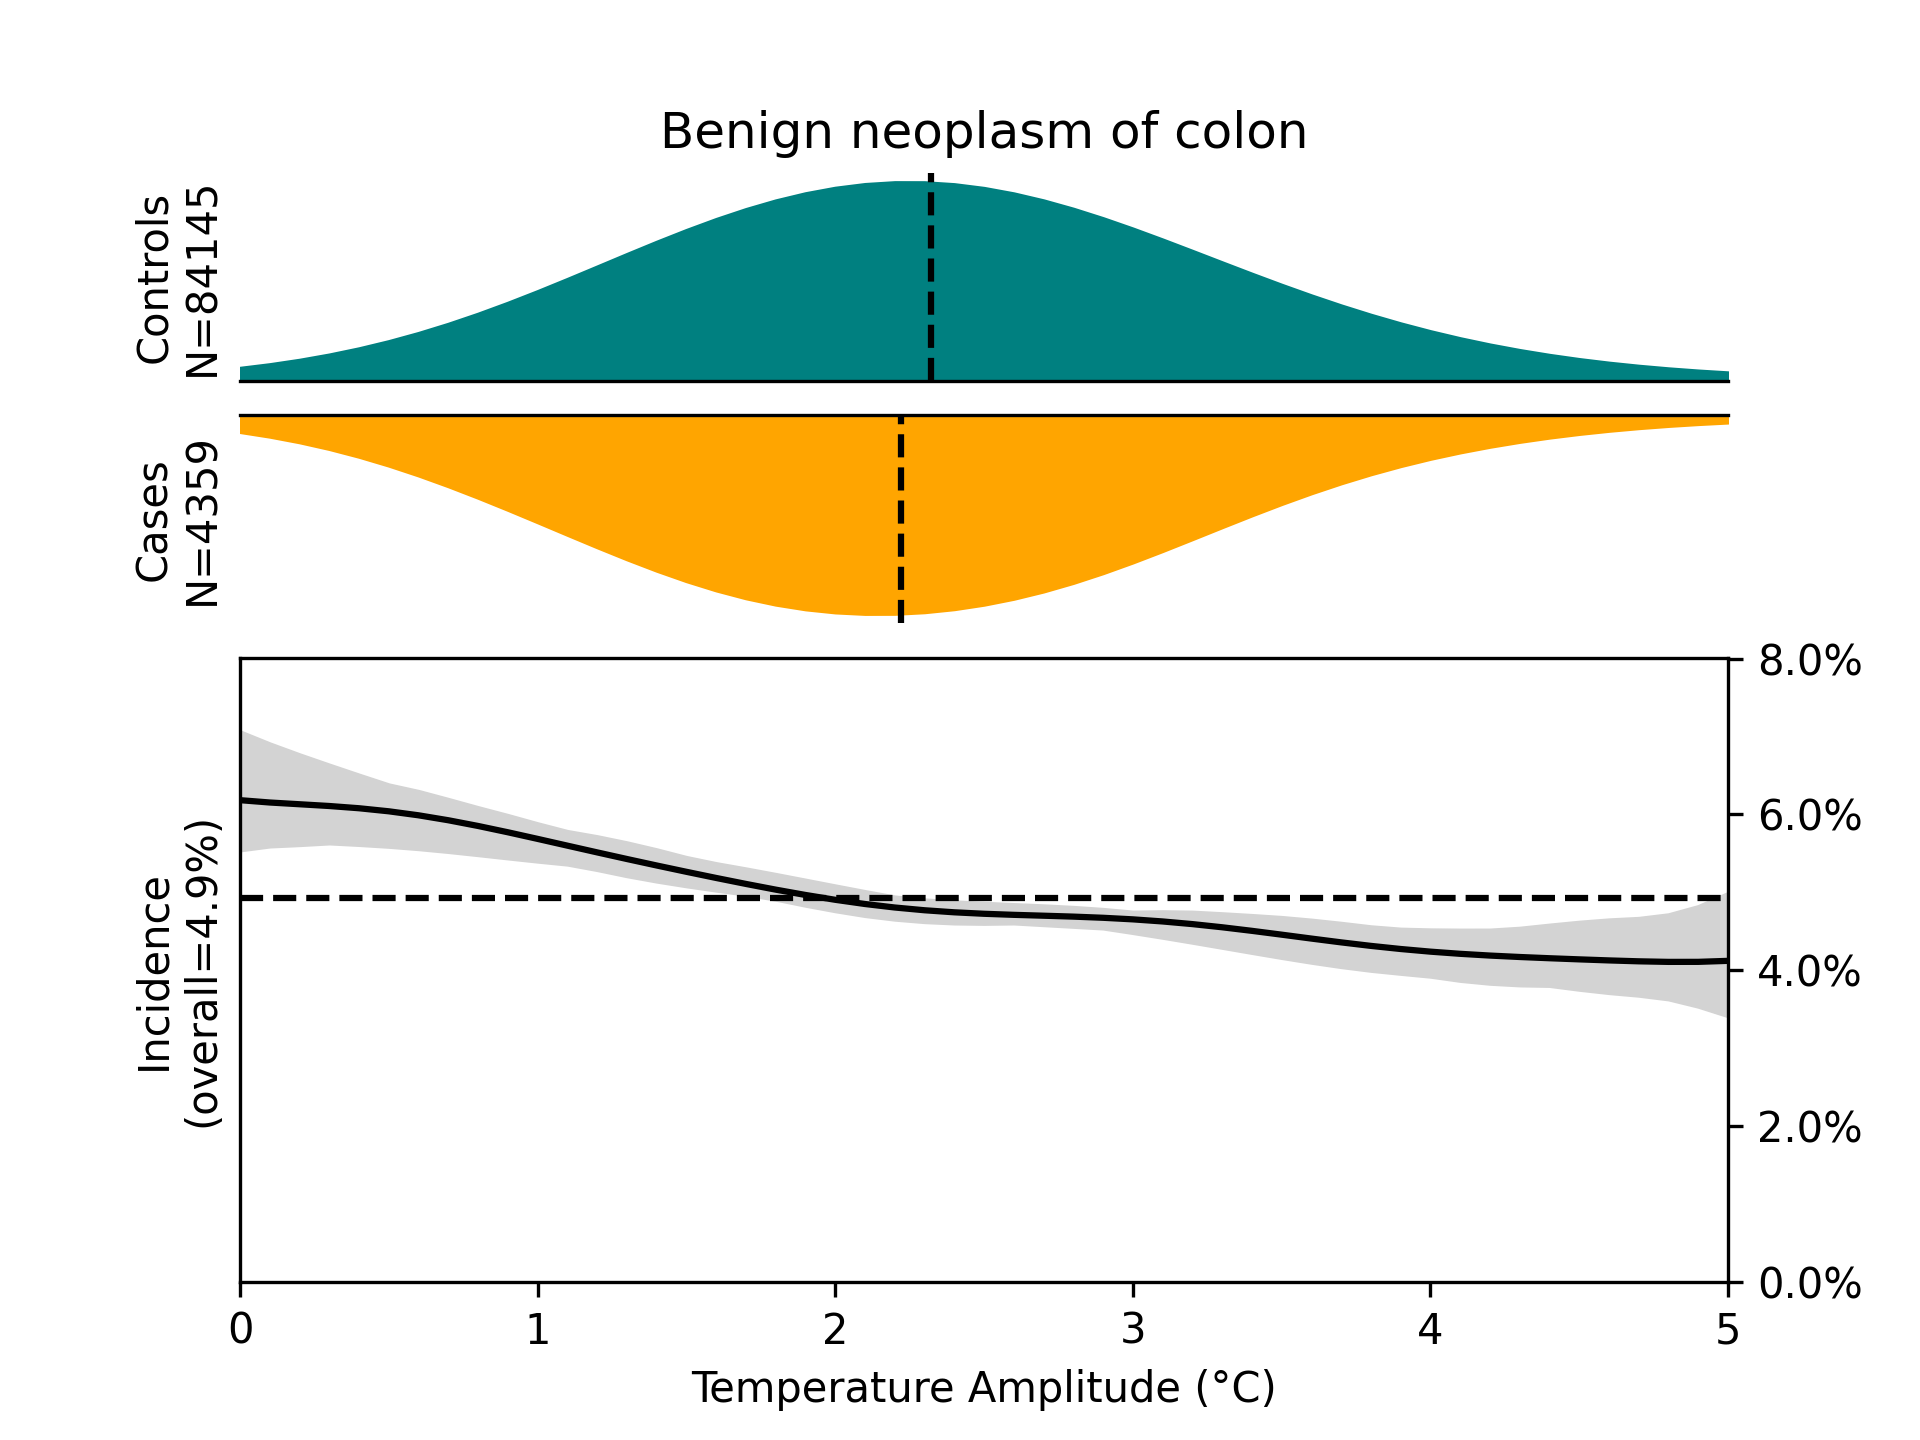 Benign neoplasm of colon
Controls
N=84145
Cases
N=4359
Incidence
(overall=4.9%)
8.0%
6.0%
4.0%
2.0%
0.0%
0 1 2 3 4 5
Temperature Amplitude (°C)